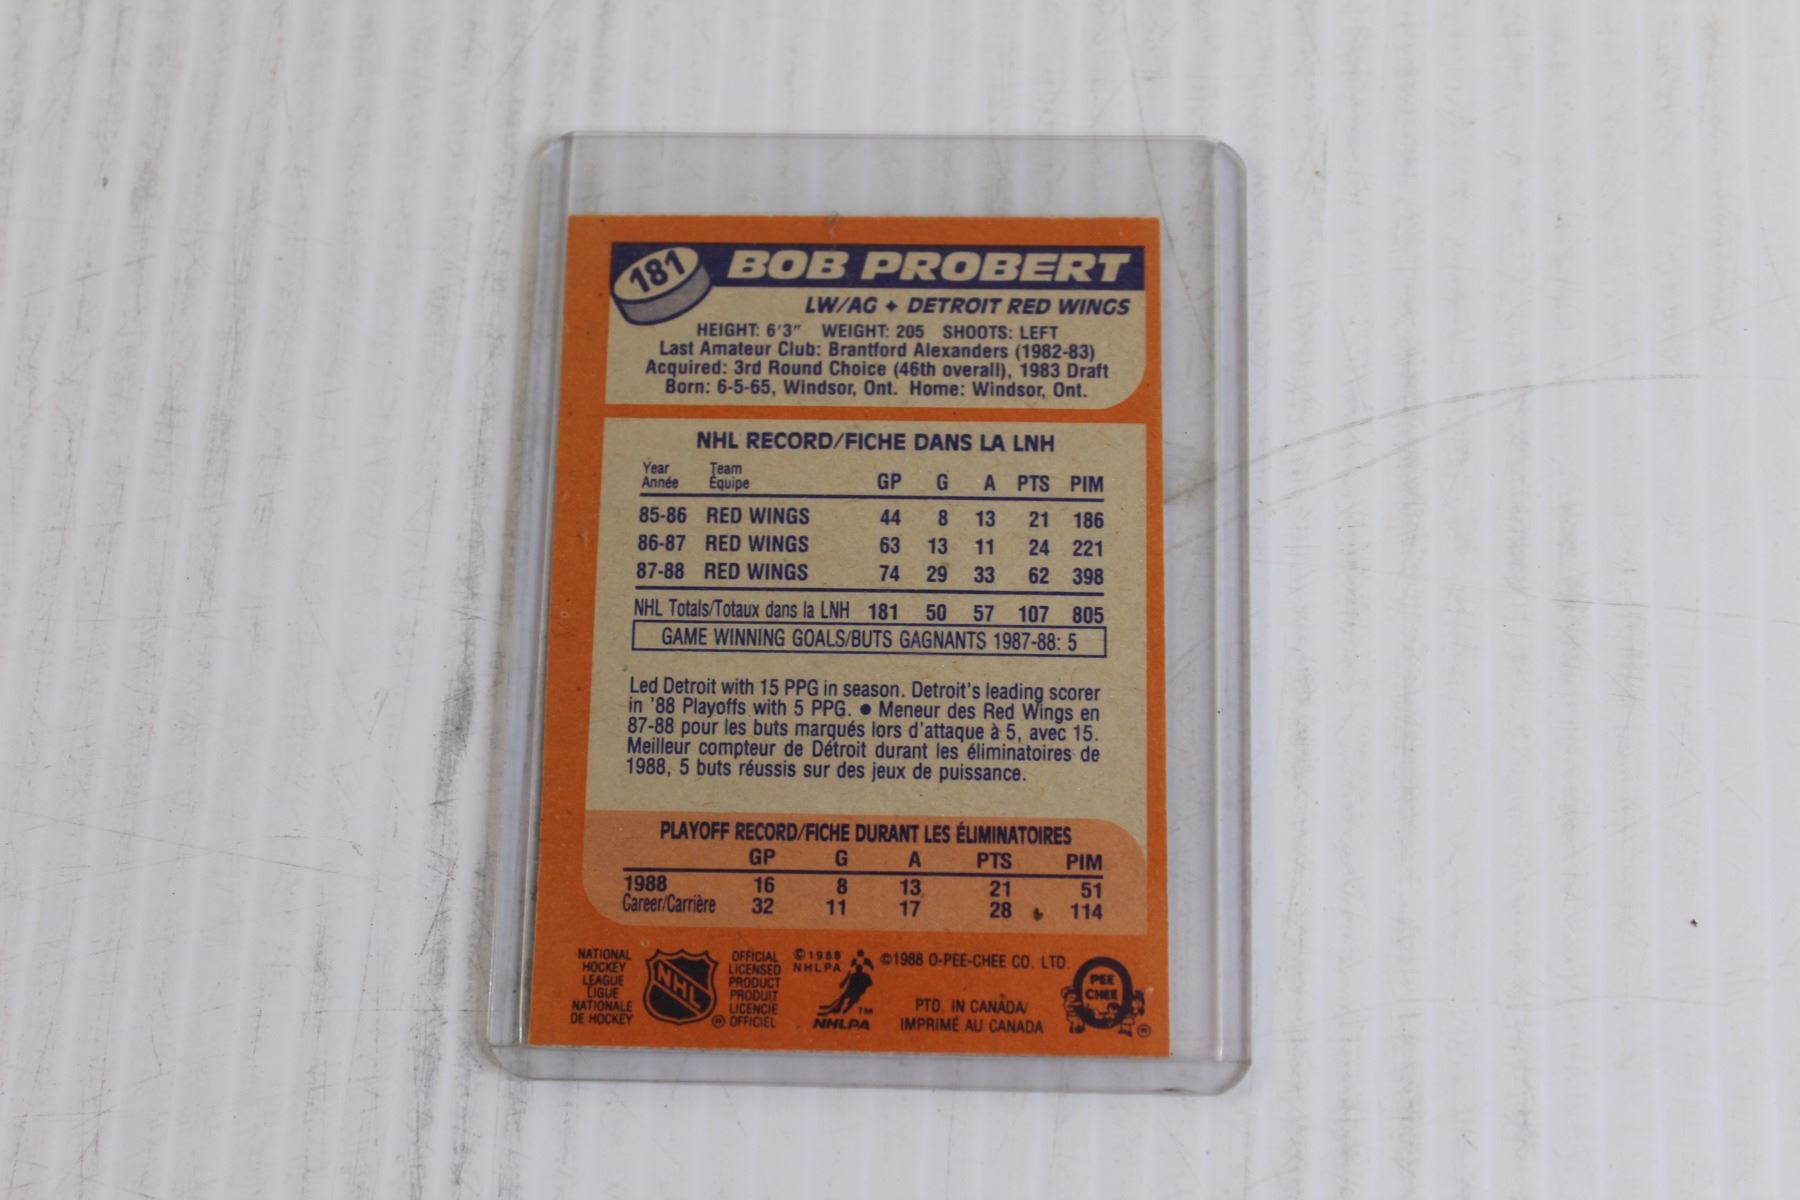 181
BOB PROBERT
LW/AG ✦ DETROIT RED WINGS
HEIGHT: 6'3" WEIGHT: 205 SHOOTS: LEFT
Last Amateur Club: Brantford Alexanders (1982-83)
Acquired: 3rd Round Choice (46th overall), 1983 Draft
Born: 6-5-65, Windsor, Ont. Home: Windsor, Ont.
NHL RECORD/FICHE DANS LA LNH
Year Team
Année Équipe GP G A PTS PIM
85-86 RED WINGS 44 8 13 21 186
86-87 RED WINGS 63 13 11 24 221
87-88 RED WINGS 74 29 33 62 398
NHL Totals/Totaux dans la LNH 181 50 57 107 805
GAME WINNING GOALS/BUTS GAGNANTS 1987-88: 5
Led Detroit with 15 PPG in season. Detroit's leading scorer
in '88 Playoffs with 5 PPG. ● Meneur des Red Wings en
87-88 pour les buts marqués lors d'attaque à 5, avec 15.
Meilleur compteur de Détroit durant les éliminatoires de
1988, 5 buts réussis sur des jeux de puissance.
PLAYOFF RECORD/FICHE DURANT LES ÉLIMINATOIRES
GP G A PTS PIM
1988 16 8 13 21 51
Career/Carrière 32 11 17 28 114
NATIONAL
HOCKEY
LEAGUE
LIGUE
NATIONALE
DE HOCKEY
NHL
®
OFFICIAL
LICENSED
PRODUCT
PRODUIT
LICENCIE
OFFICIEL
©1988
NHLPA
TM
NHLPA
©1988 O-PEE-CHEE CO. LTD.
PTD. IN CANADA/
IMPRIMÉ AU CANADA
PEE
CHEE
®